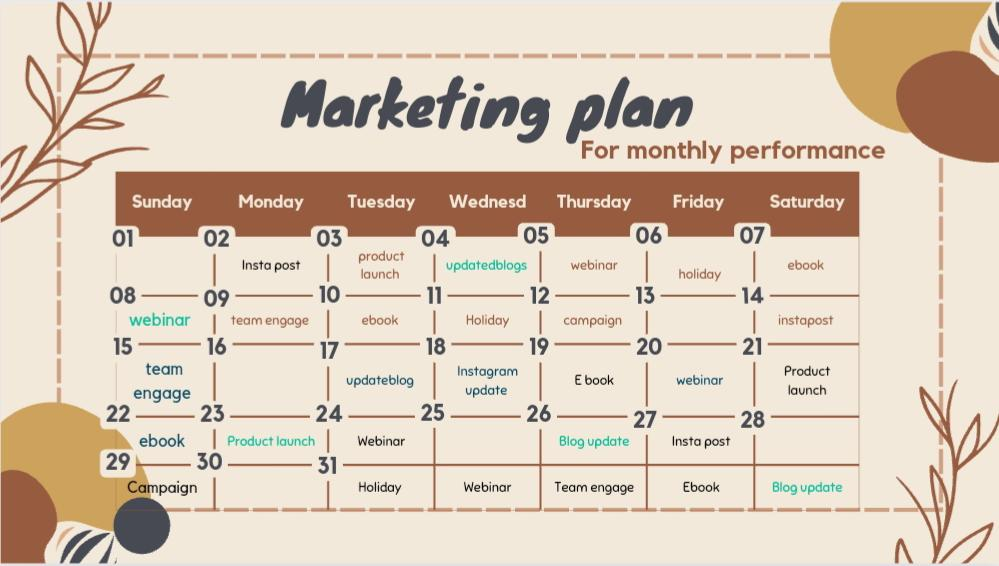 Marketing plan
For monthly performance
Sunday Monday Tuesday Wednesd Thursday Friday Saturday
01 02 03 04 05 06 07
Insta post product launch updatedblogs webinar holiday ebook
08 09 10 11 12 13 14
webinar team engage ebook Holiday campaign instapost
15 16 17 18 19 20 21
team engage updateblog Instagram update E book webinar Product launch
22 23 24 25 26 27 28
ebook Product launch Webinar Blog update Insta post
29 30 31
Campaign Holiday Webinar Team engage Ebook Blog update